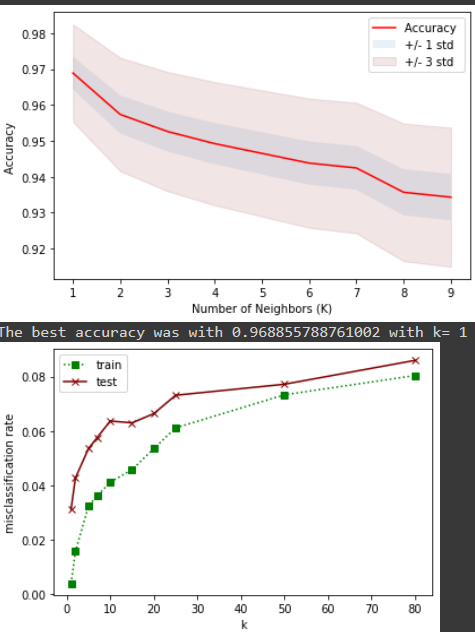 Accuracy
+/- 1 std
+/- 3 std
0.98
0.97
0.96
0.95
0.94
0.93
0.92
Accuracy
1 2 3 4 5 6 7 8 9
Number of Neighbors (K)
The best accuracy was with 0.968855788761002 with k= 1
train
test
0.08
0.06
0.04
0.02
0.00
misclassification rate
0 10 20 30 40 50 60 70 80
k